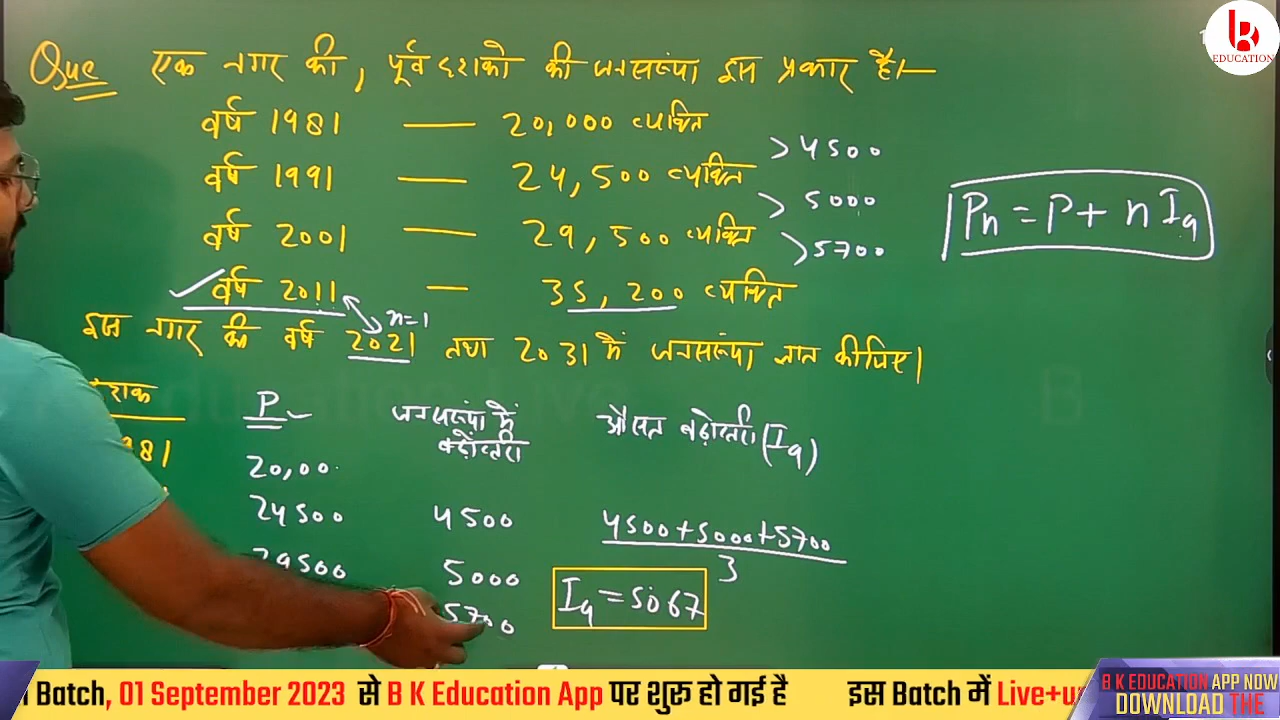 EDUCATION
Que एक नगर की, पूर्व दशको की जनसंख्या इस प्रकार है।—
वर्ष 1981 — 20,000 व्यक्ति
> 4500
वर्ष 1991 — 24,500 व्यक्ति
> 5000
Pn = P + n Ia
वर्ष 2001 — 29,500 व्यक्ति
> 5700
✓ वर्ष 2011 — 35,200 व्यक्ति
n=1
इस नगर की वर्ष 2021 तथा 2031 में जनसंख्या ज्ञात कीजिए।
P जनसंख्या में बढ़ोत्तरी औसत बढ़ोत्तरी (Ia)
20,00
24500 4500 4500+5000+5700
3
29500 5000 Ia = 5067
5700
Batch, 01 September 2023 से B K Education App पर शुरू हो गई है इस Batch में Live+
B K EDUCATION APP NOW
DOWNLOAD THE